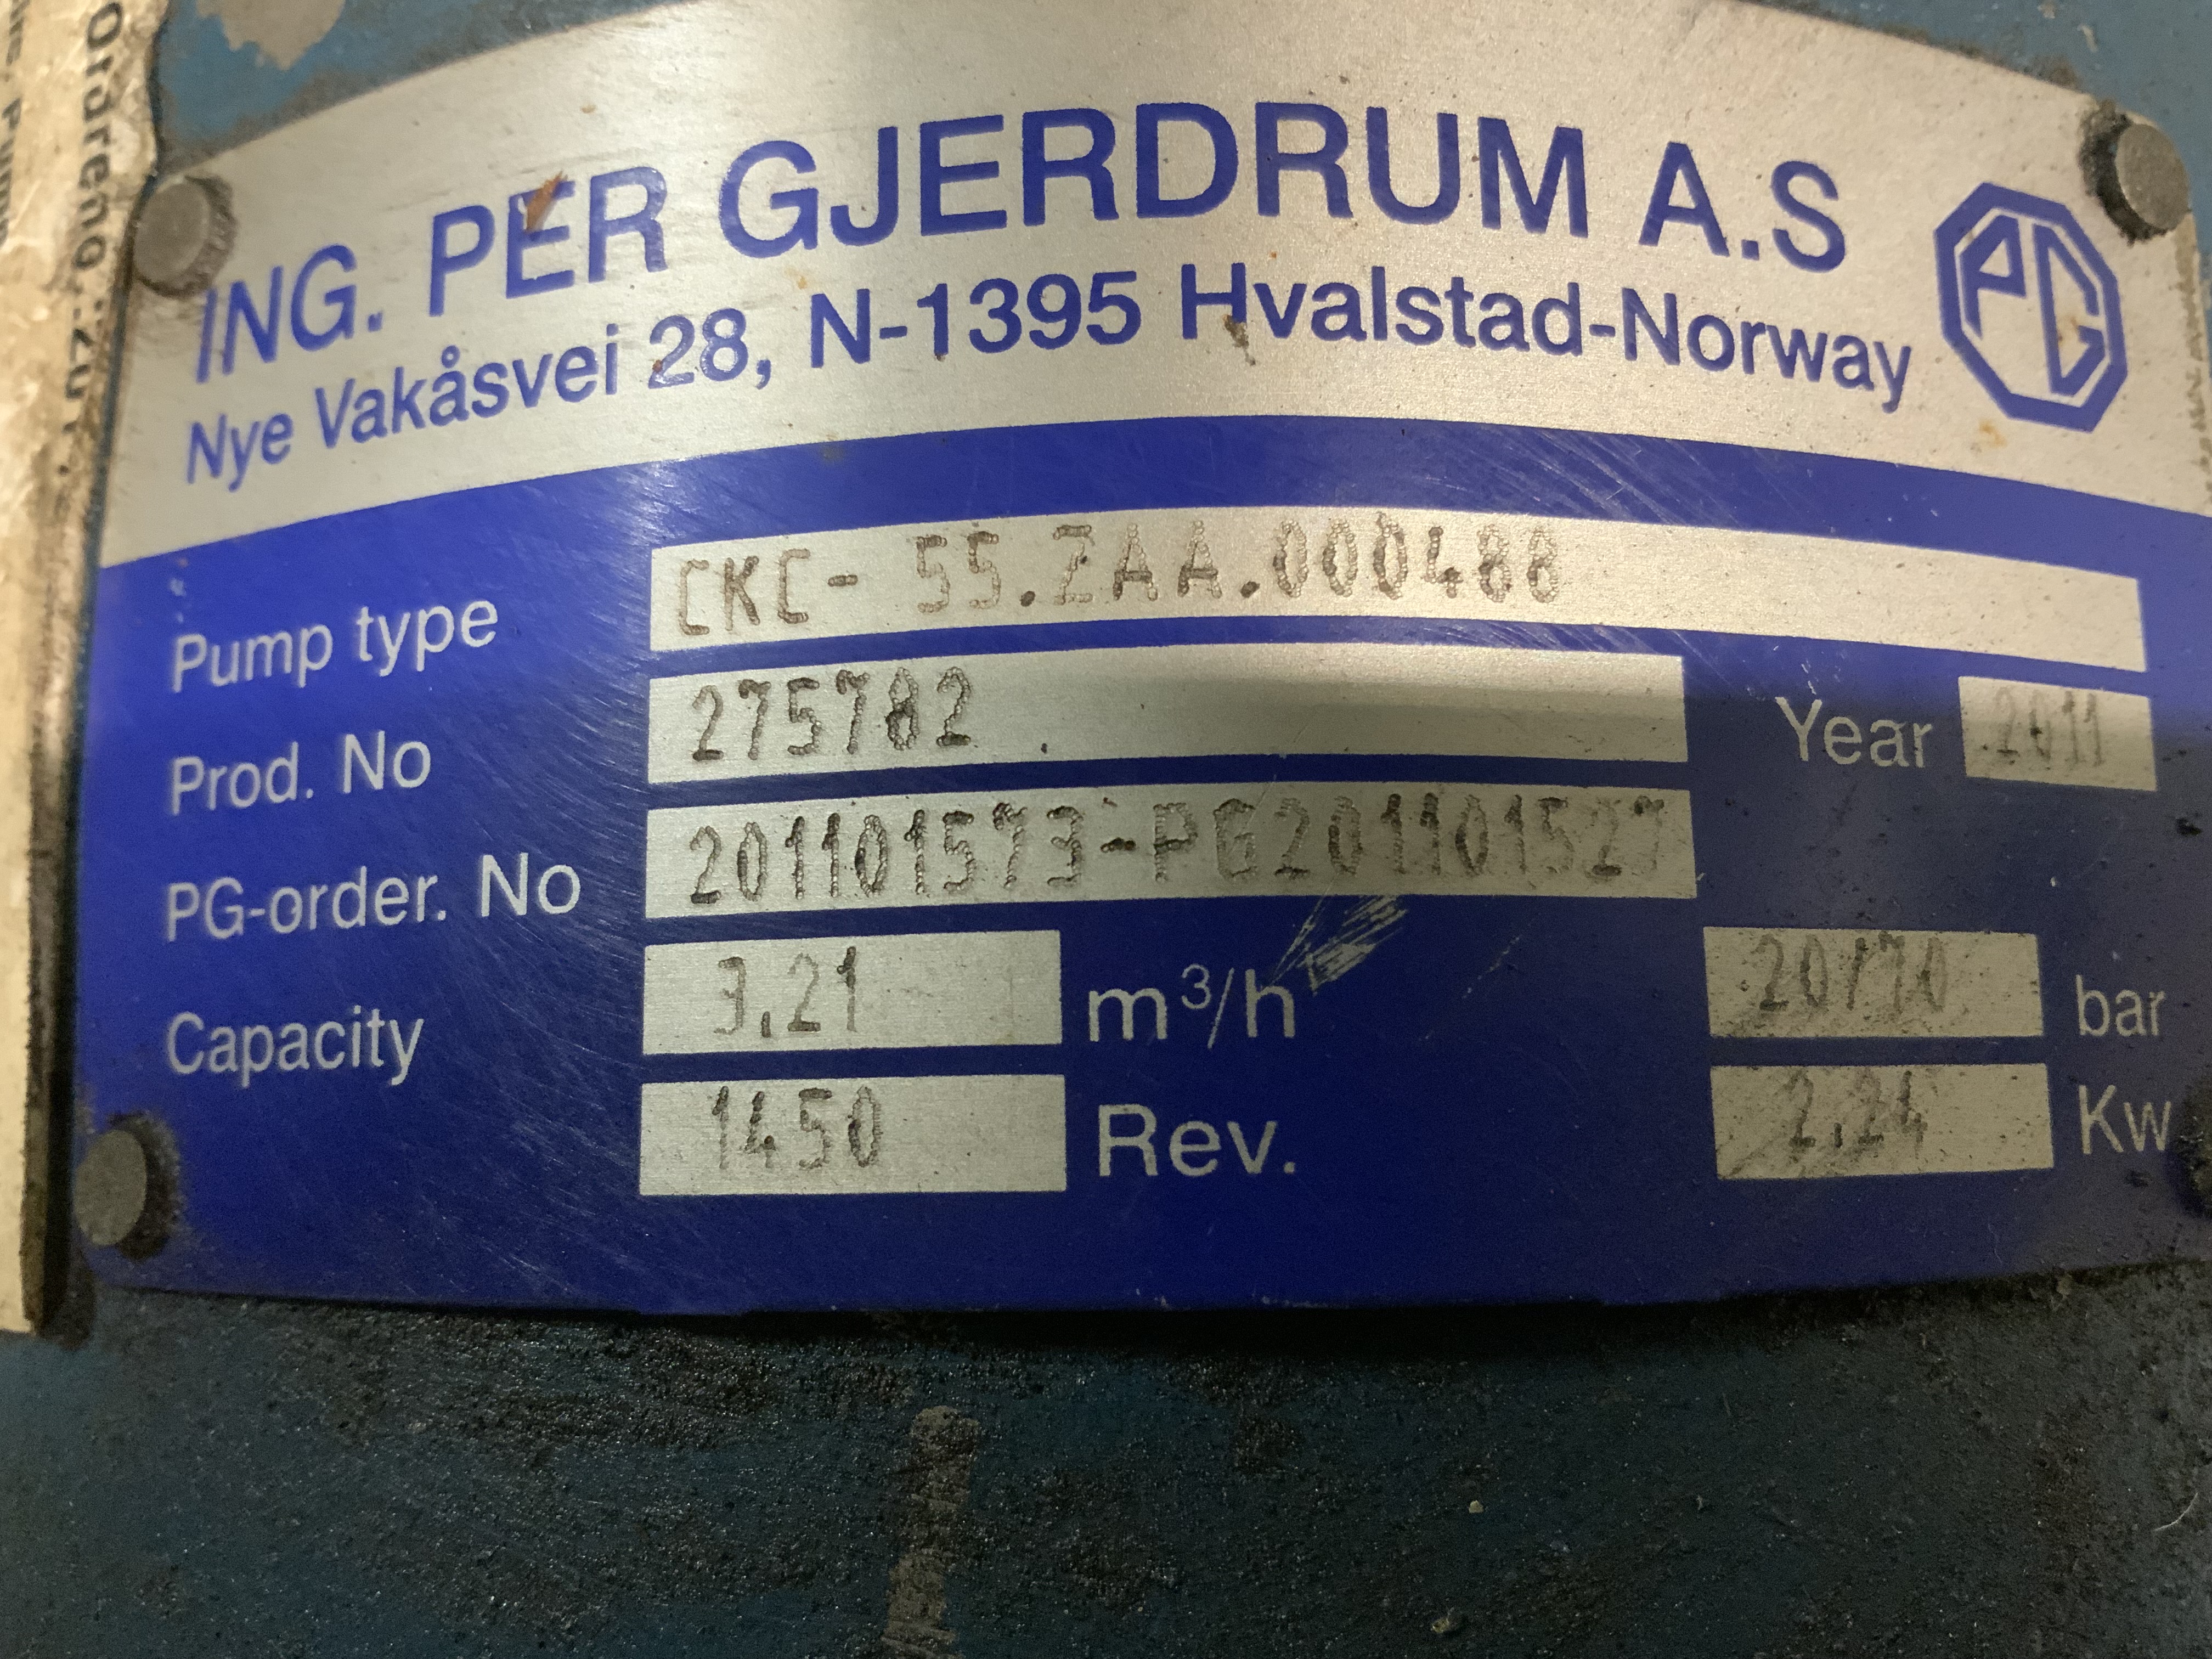 ING. PER GJERDRUM A.S
Nye Vakåsvei 28, N-1395 Hvalstad-Norway
PG
Pump type CKC- 55.ZAA.000488
Prod. No 275782 Year 2011
PG-order. No 201101573-PG201101527
Capacity 3,21 m³/h 20/10 bar
1450 Rev. 2,24 Kw
Ordreno.: